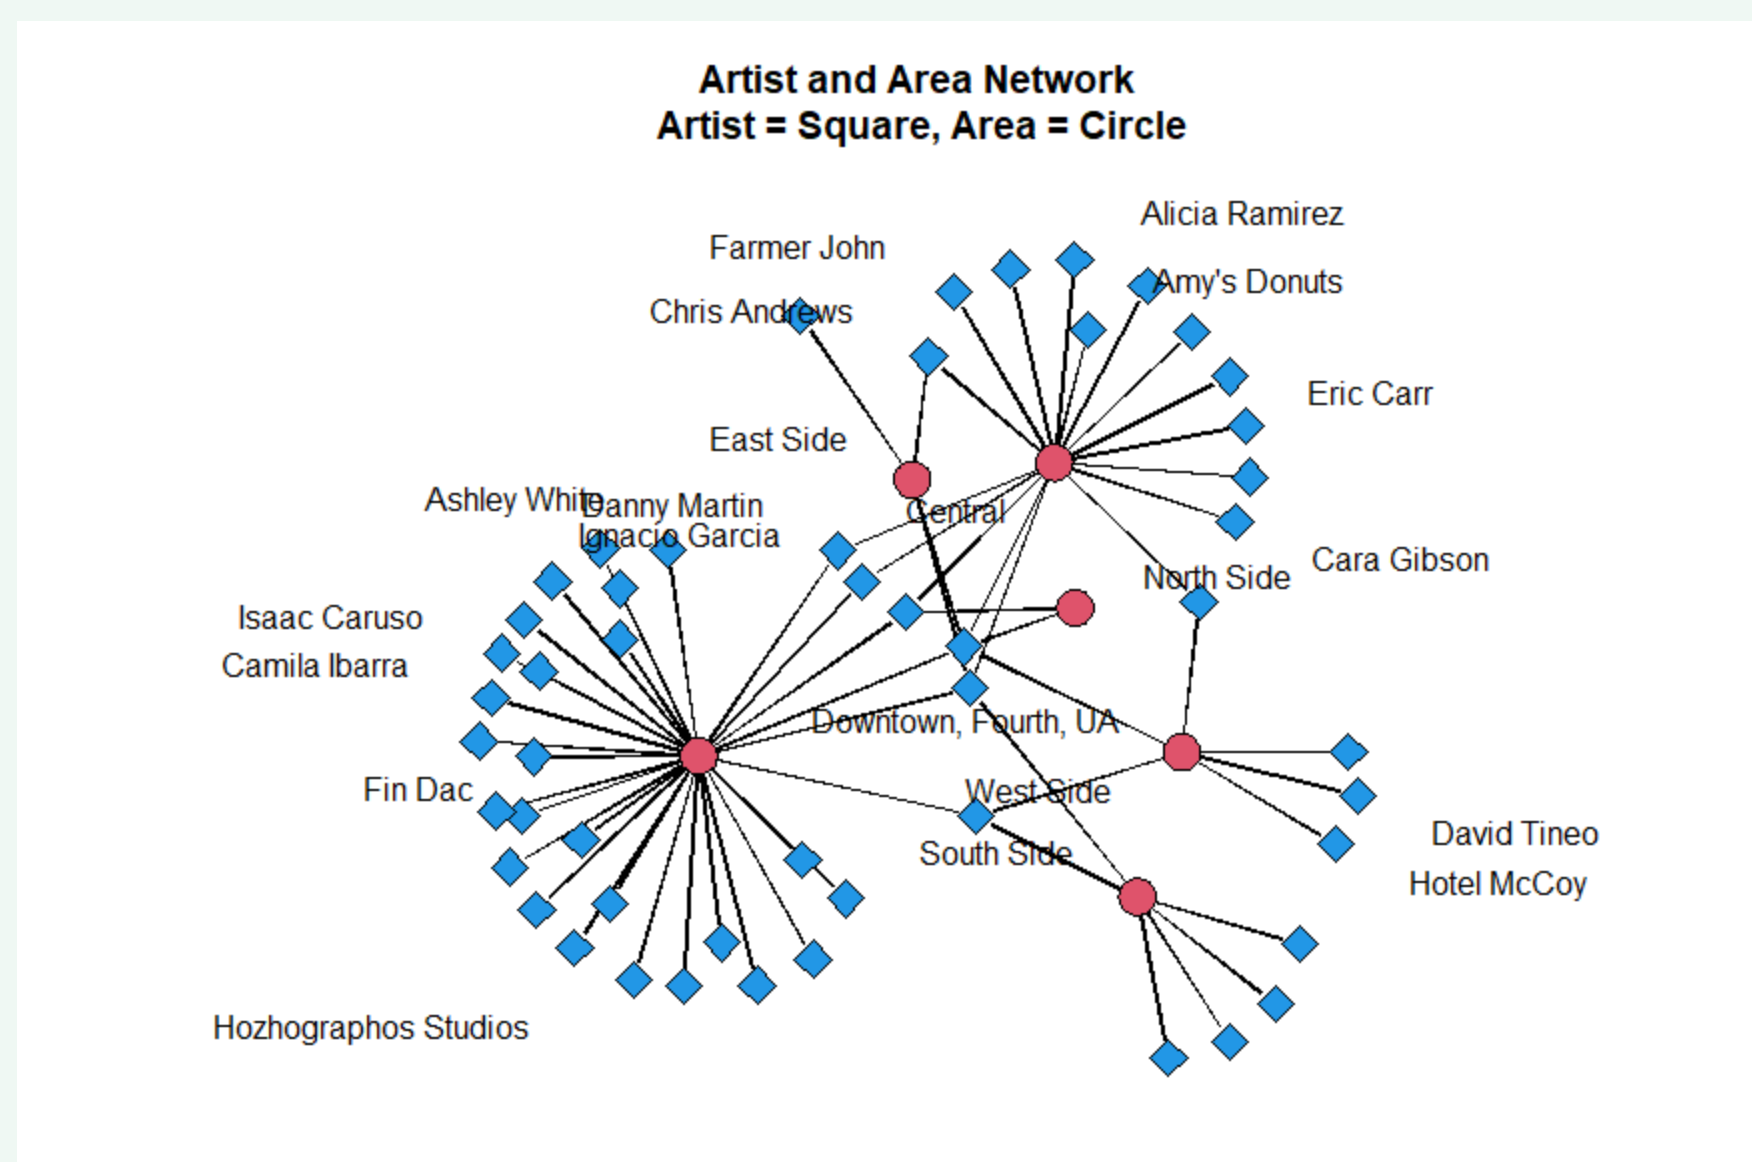 Artist and Area Network
Artist = Square, Area = Circle
Alicia Ramirez
Farmer John
Amy's Donuts
Chris Andrews
Eric Carr
East Side
Ashley White
Danny Martin
Central
Ignacio Garcia
Cara Gibson
North Side
Isaac Caruso
Camila Ibarra
Downtown, Fourth, UA
Fin Dac
West Side
David Tineo
South Side
Hotel McCoy
Hozhographos Studios